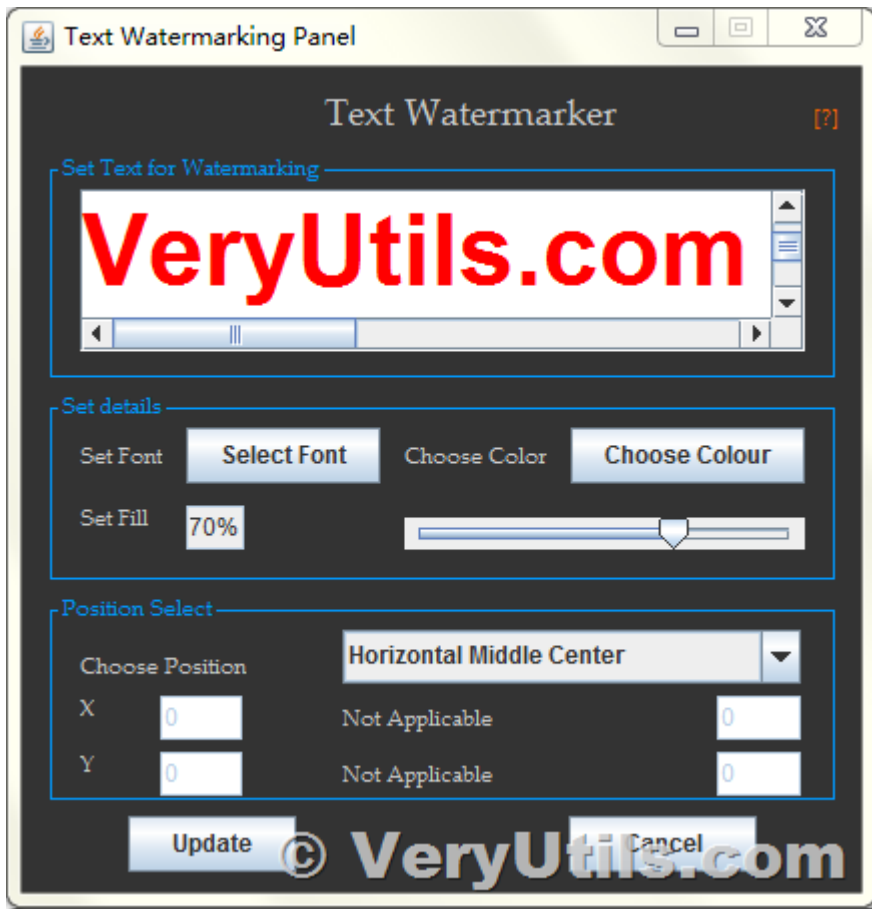 Text Watermarking Panel
Text Watermarker [?]
Set Text for Watermarking
VeryUtils.com
Set details
Set Font Select Font Choose Color Choose Colour
Set Fill 70%
Position Select
Choose Position Horizontal Middle Center
X 0 Not Applicable 0
Y 0 Not Applicable 0
Update Cancel
© VeryUtils.com